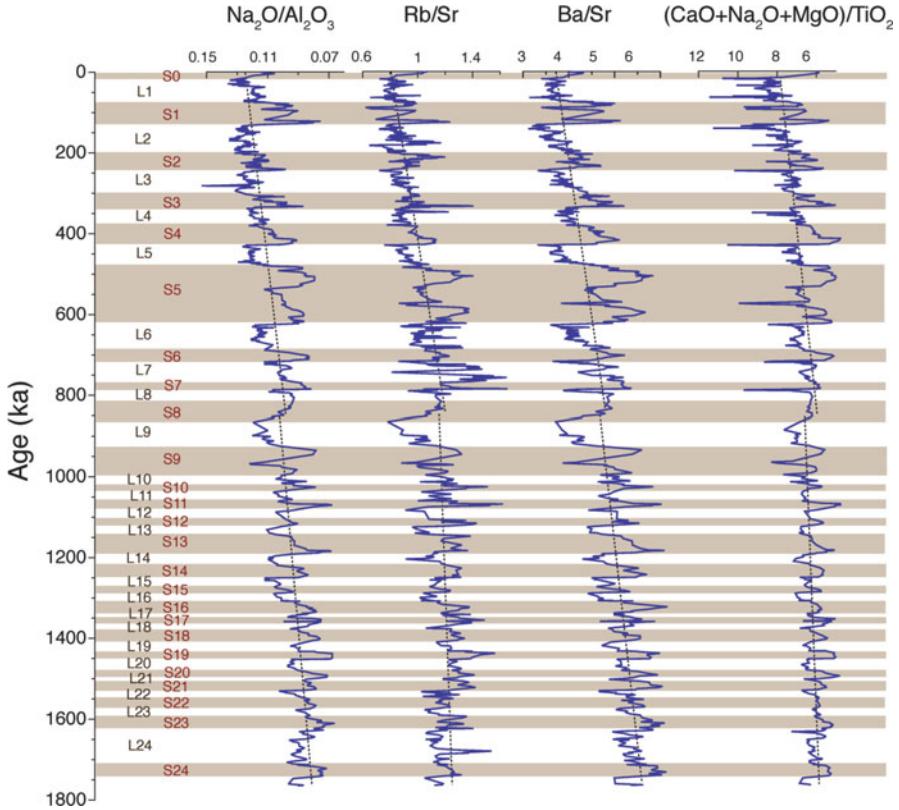 Na₂O/Al₂O₃ Rb/Sr Ba/Sr (CaO+Na₂O+MgO)/TiO₂
0.15 0.11 0.07 0.6 1 1.4 3 4 5 6 12 10 8 6
Age (ka)
0
S0
L1
S1
L2
200
S2
L3
S3
L4
400
S4
L5
S5
600
L6
S6
L7
S7
800
L8
S8
L9
S9
1000
L10
S10
L11
S11
L12
S12
L13
S13
1200
L14
S14
L15
S15
L16
S16
L17
S17
L18
S18
1400
L19
S19
L20
S20
L21
S21
L22
S22
L23
1600
S23
L24
S24
1800